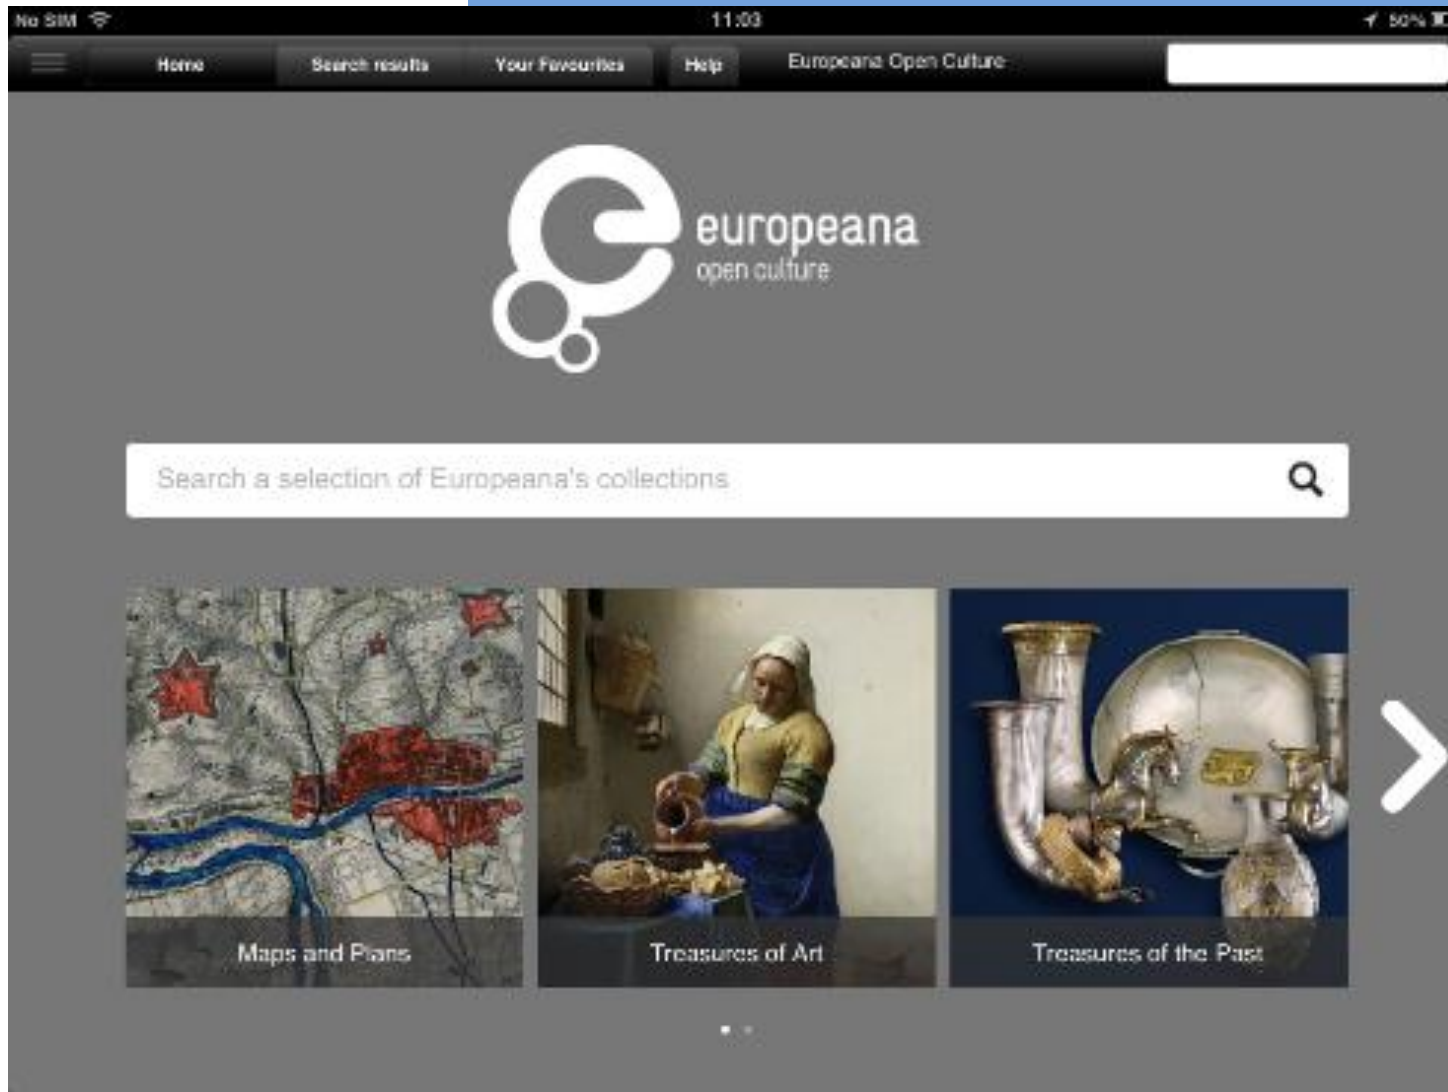 No SIM 11:03 50%
Home Search results Your Favourites Help Europeana Open Culture
europeana
open culture
Search a selection of Europeana's collections
Maps and Plans Treasures of Art Treasures of the Past